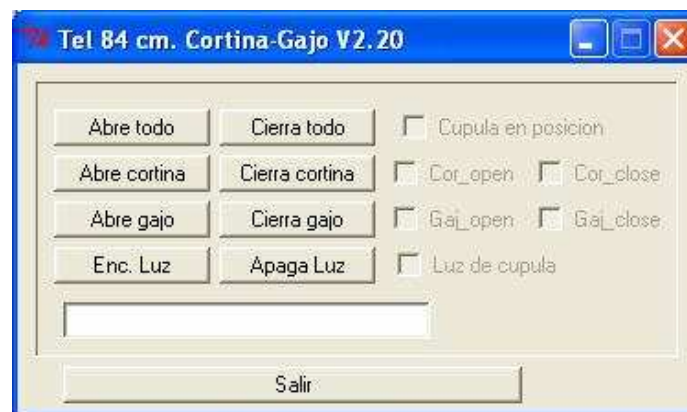 Tel 84 cm. Cortina-Gajo V2.20
Abre todo Cierra todo Cupula en posicion
Abre cortina Cierra cortina Cor_open Cor_close
Abre gajo Cierra gajo Gaj_open Gaj_close
Enc. Luz Apaga Luz Luz de cupula
Salir